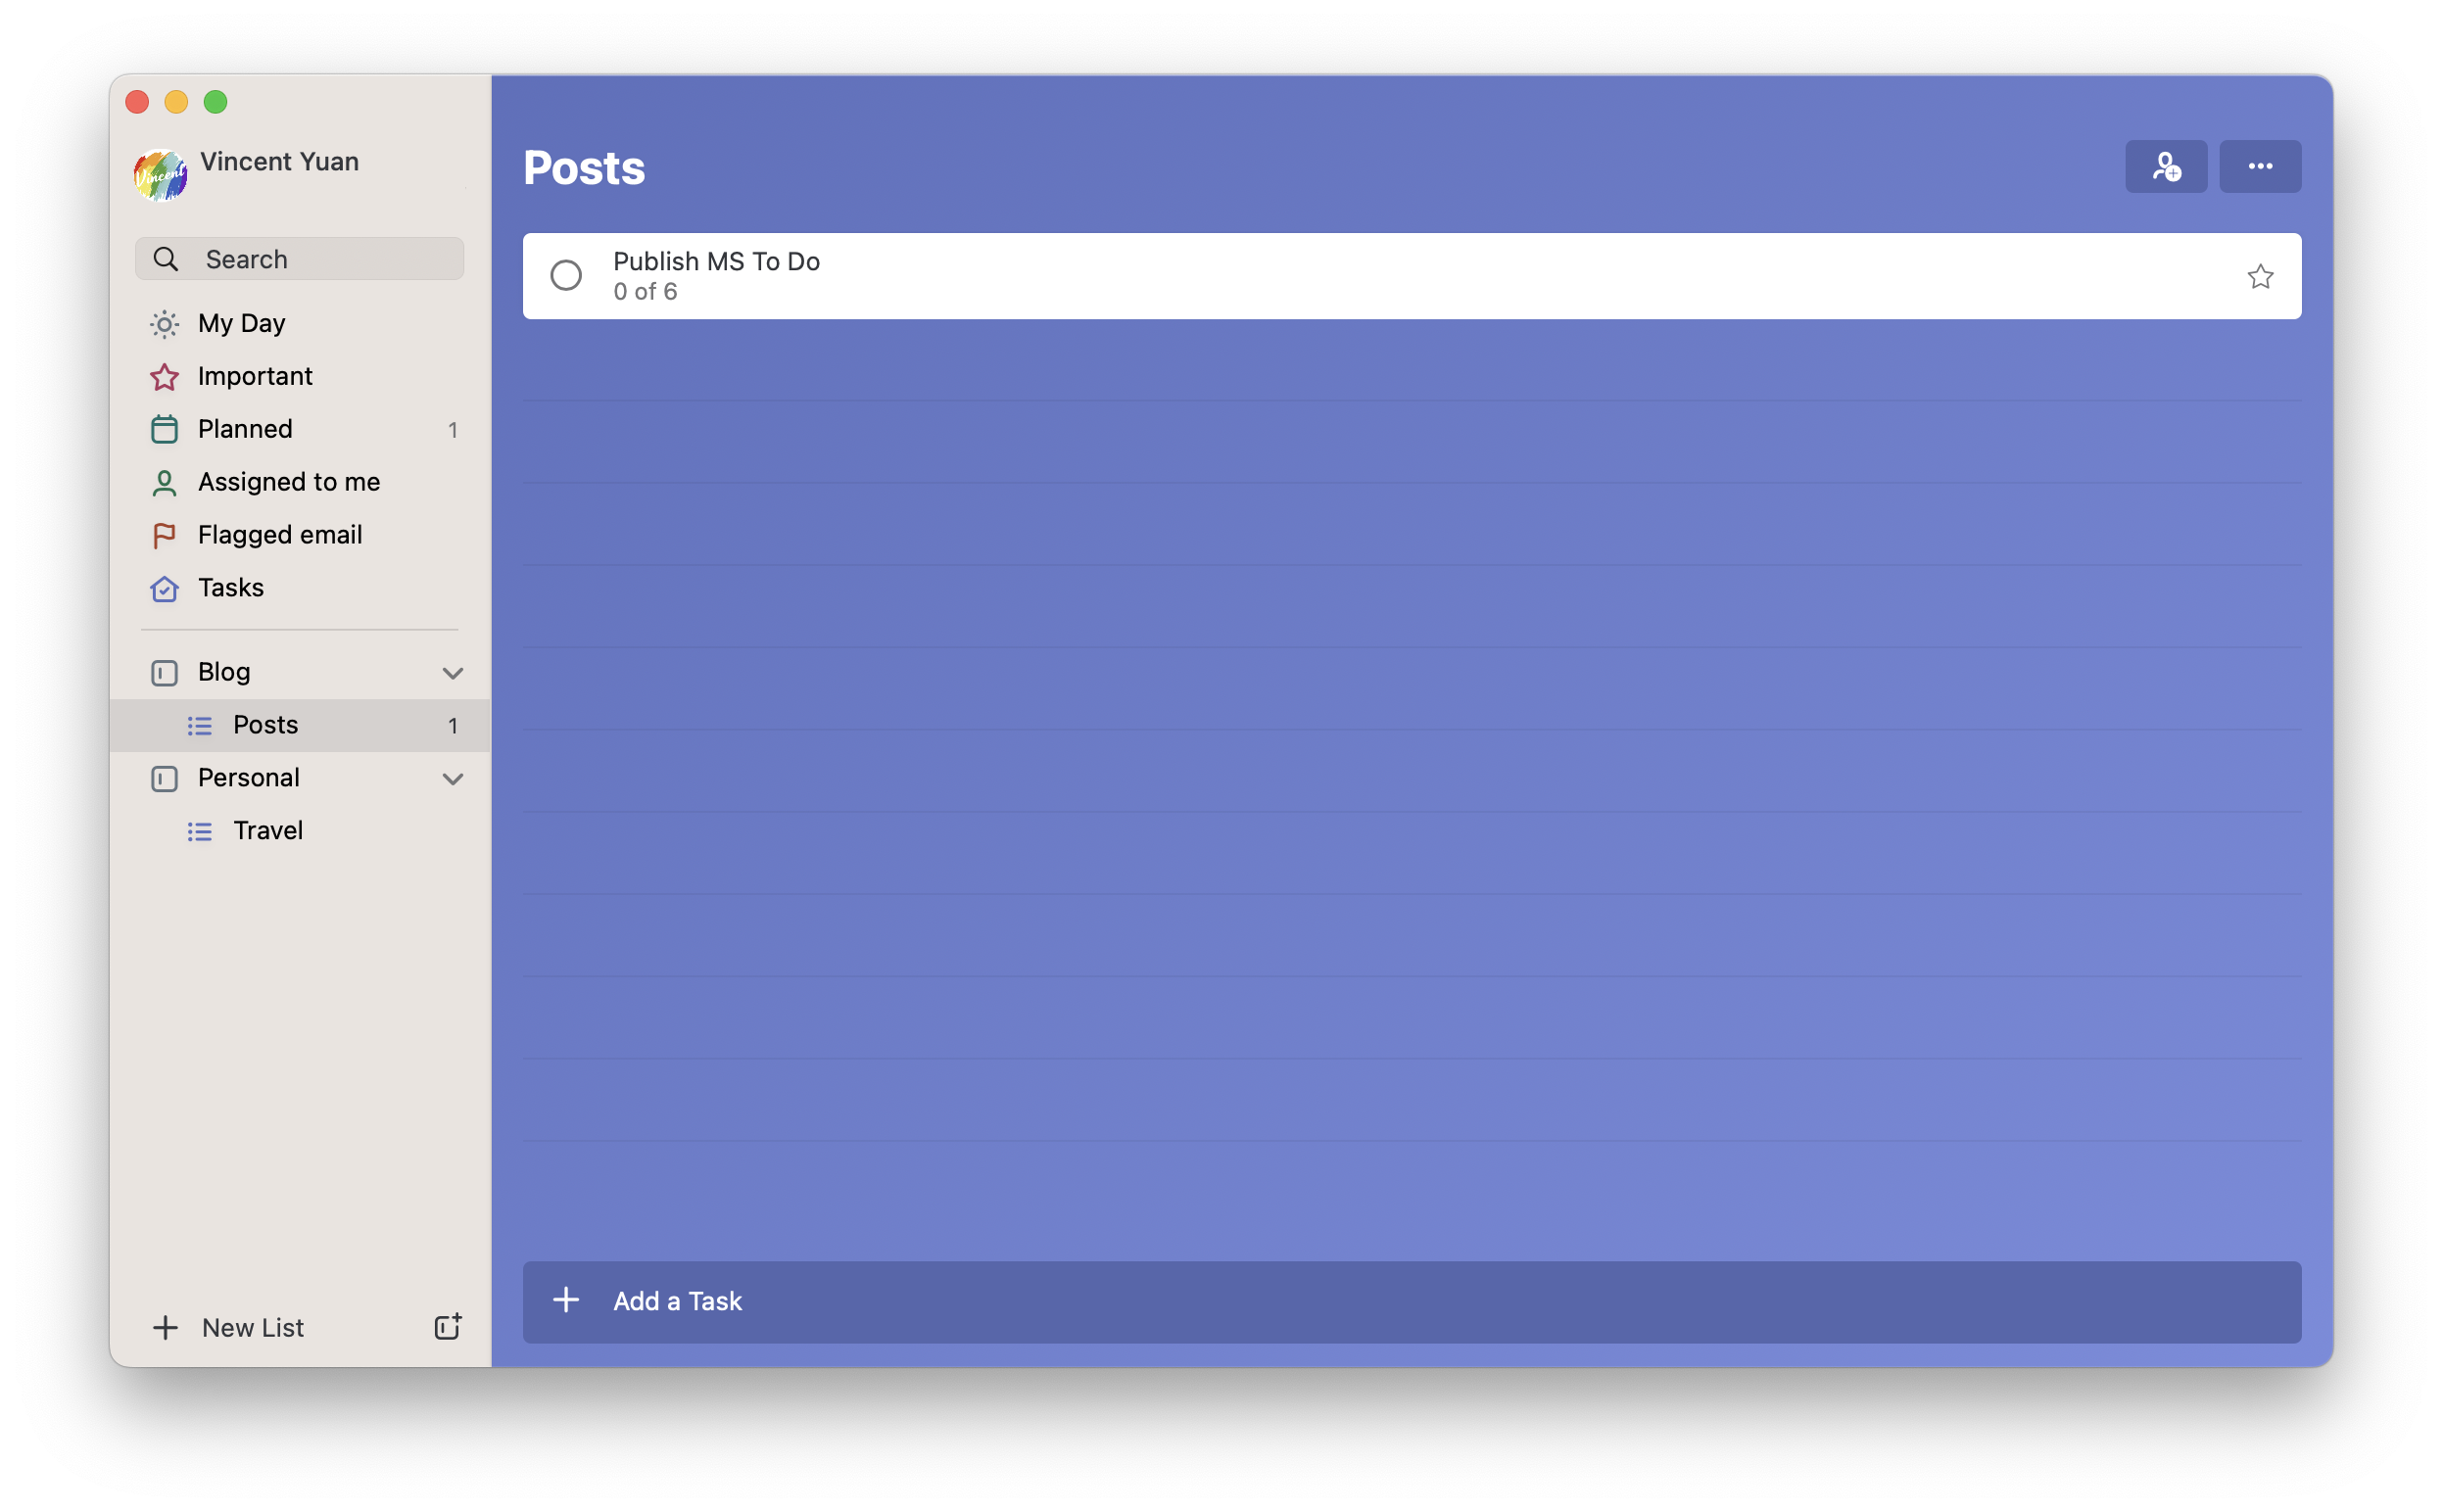 Vincent Yuan
Vincent
Search
My Day
Important
Planned 1
Assigned to me
Flagged email
Tasks
Blog
Posts 1
Personal
Travel
New List
Posts
Publish MS To Do
0 of 6
Add a Task